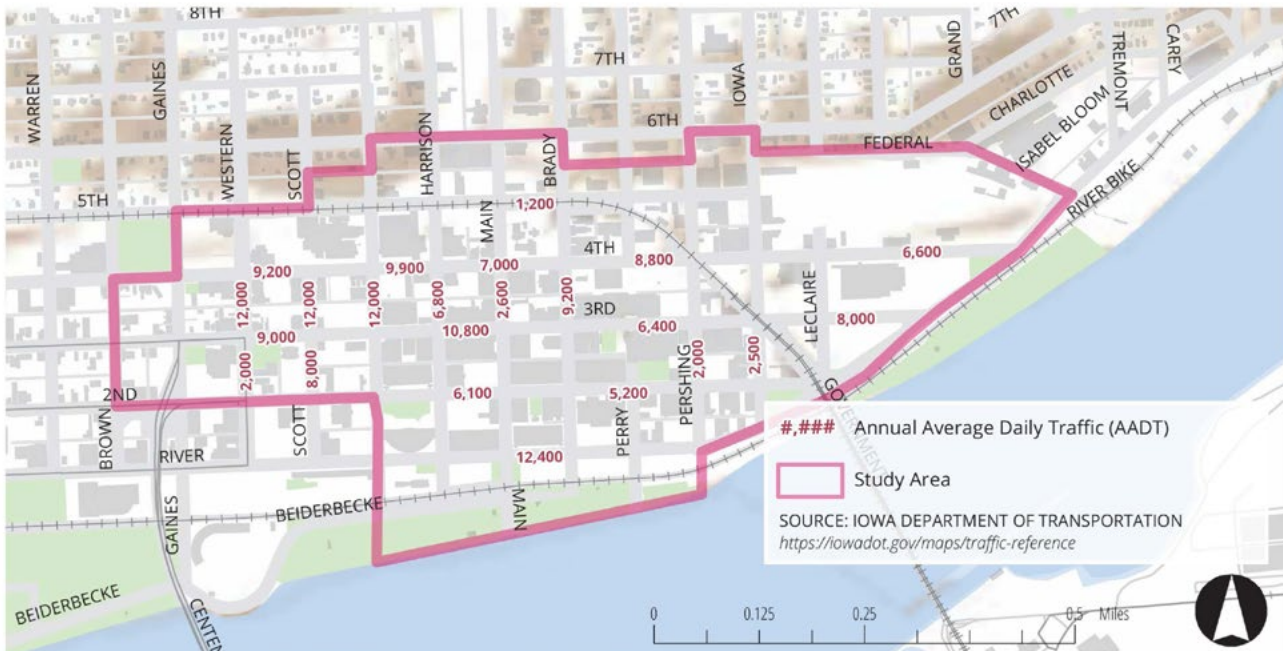 8TH
7TH
7TH
WARREN
GAINES
WESTERN
SCOTT
HARRISON
MAIN
BRADY
6TH
IOWA
GRAND
CHARLOTTE
TREMONT
CAREY
FEDERAL
ISABEL BLOOM
RIVER BIKE
5TH
1,200
4TH
9,200
9,900
7,000
8,800
6,600
12,000
12,000
12,000
6,800
2,600
9,200
3RD
LECLAIRE
8,000
9,000
10,800
6,400
2,000
8,000
PERSHING
2,000
2,500
2ND
6,100
5,200
GOVERNMENT
BROWN
RIVER
SCOTT
PERRY
12,400
GAINES
BEIDERBECKE
MAIN
BEIDERBECKE
CENTEN
#,### Annual Average Daily Traffic (AADT)
Study Area
SOURCE: IOWA DEPARTMENT OF TRANSPORTATION
https://iowadot.gov/maps/traffic-reference
0 0.125 0.25 0.5 Miles